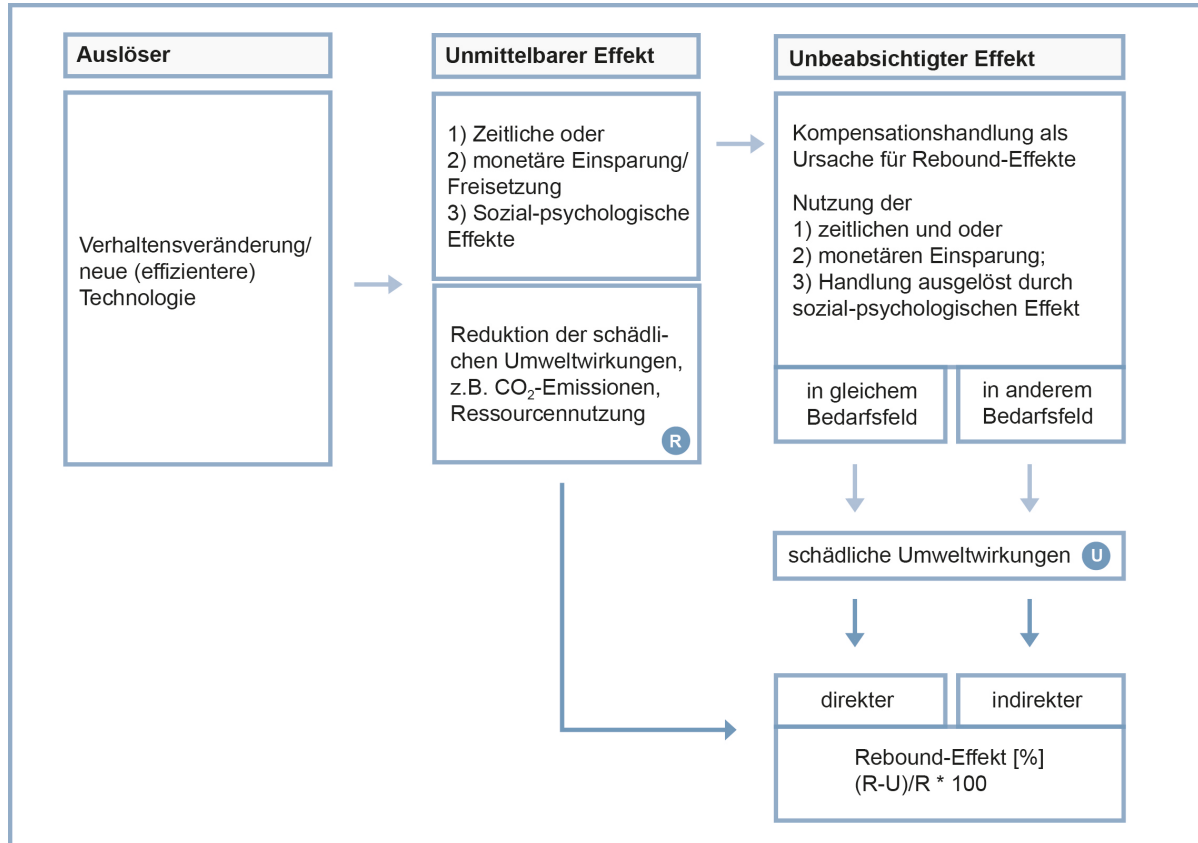 Auslöser
Verhaltensveränderung/
neue (effizientere)
Technologie
Unmittelbarer Effekt
1) Zeitliche oder
2) monetäre Einsparung/
Freisetzung
3) Sozial-psychologische
Effekte
Reduktion der schädli-
chen Umweltwirkungen,
z.B. CO₂-Emissionen,
Ressourcennutzung
R
Unbeabsichtigter Effekt
Kompensationshandlung als
Ursache für Rebound-Effekte
Nutzung der
1) zeitlichen und oder
2) monetären Einsparung;
3) Handlung ausgelöst durch
sozial-psychologischen Effekt
in gleichem
Bedarfsfeld
in anderem
Bedarfsfeld
schädliche Umweltwirkungen U
direkter
indirekter
Rebound-Effekt [%]
(R-U)/R * 100